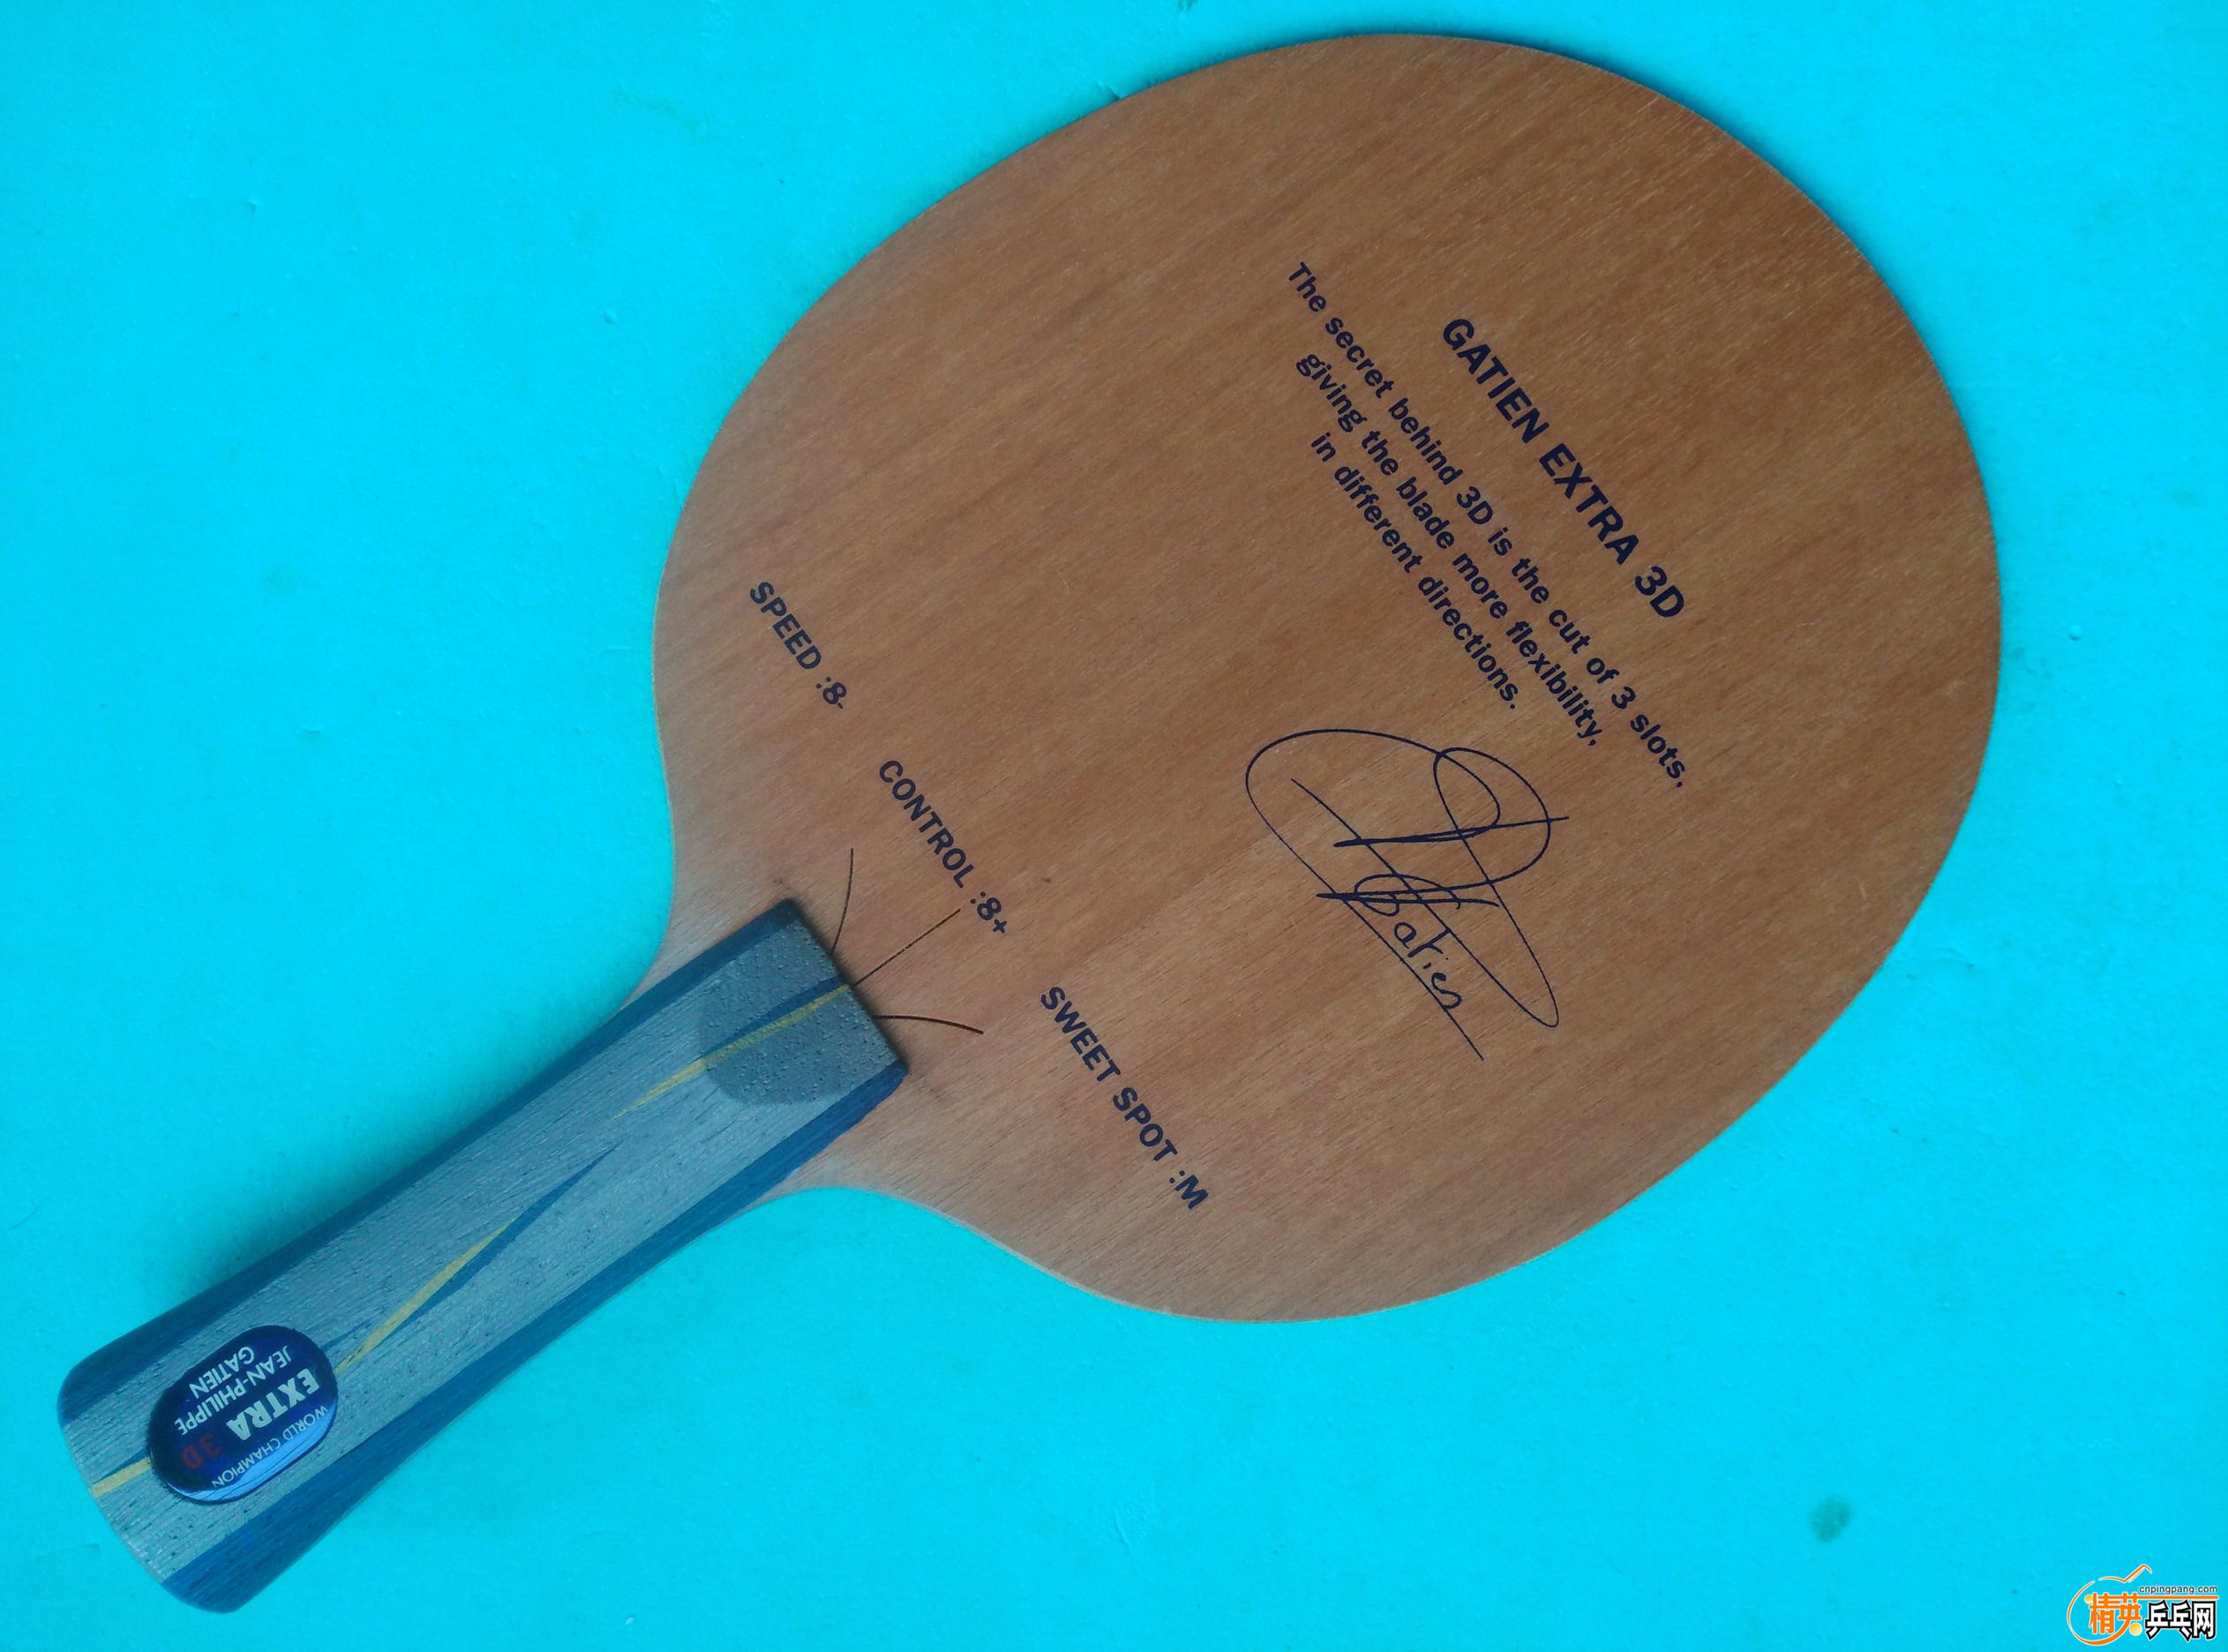 GATIEN EXTRA 3D
The secret behind 3D is the cut of 3 slots,
giving the blade more flexibility,
in different directions.
Gatien
SPEED :8-
CONTROL :8+
SWEET SPOT :M
WORLD CHAMPION
EXTRA 3D
JEAN-PHILIPPE
GATIEN
cnpingpang.com
精英乒乓网